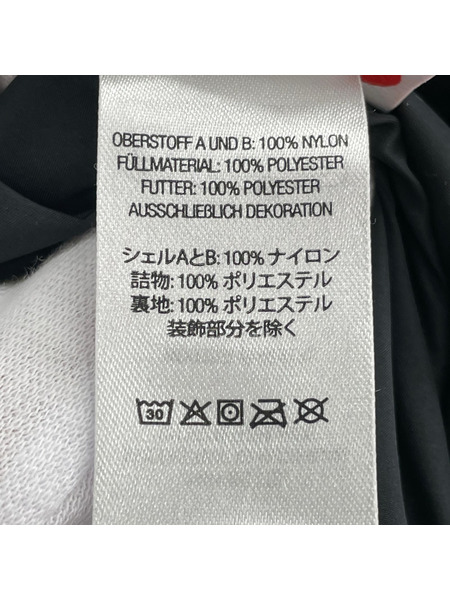 OBERSTOFF A UND B: 100% NYLON
FÜLLMATERIAL: 100% POLYESTER
FUTTER: 100% POLYESTER
AUSSCHLIEßLICH DEKORATION
シェルAとB: 100% ナイロン
詰物: 100% ポリエステル
裏地: 100% ポリエステル
装飾部分を除く
30